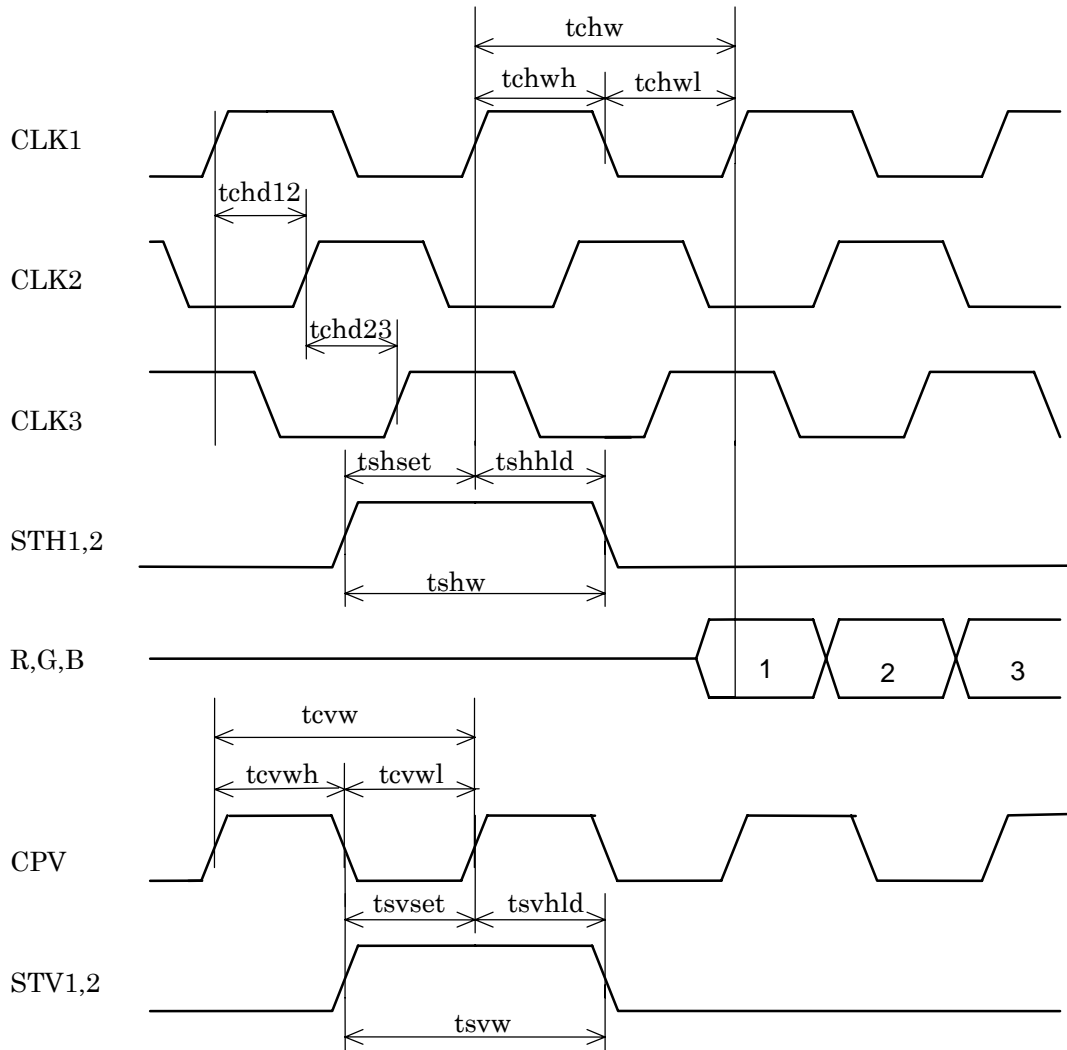 tchw
tchwh tchwl
CLK1
tchd12
CLK2
tchd23
CLK3
tshset tshhld
STH1,2
tshw
R,G,B
1 2 3
tcvw
tcvwh tcvwl
CPV
tsvset tsvhld
STV1,2
tsvw